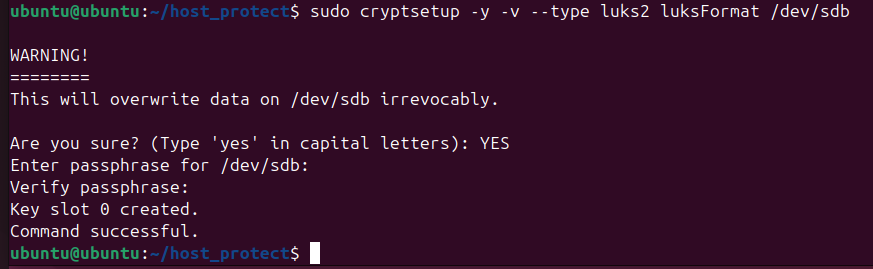 ubuntu@ubuntu:~/host_protect$ sudo cryptsetup -y -v --type luks2 luksFormat /dev/sdb
WARNING!
========
This will overwrite data on /dev/sdb irrevocably.
Are you sure? (Type 'yes' in capital letters): YES
Enter passphrase for /dev/sdb:
Verify passphrase:
Key slot 0 created.
Command successful.
ubuntu@ubuntu:~/host_protect$